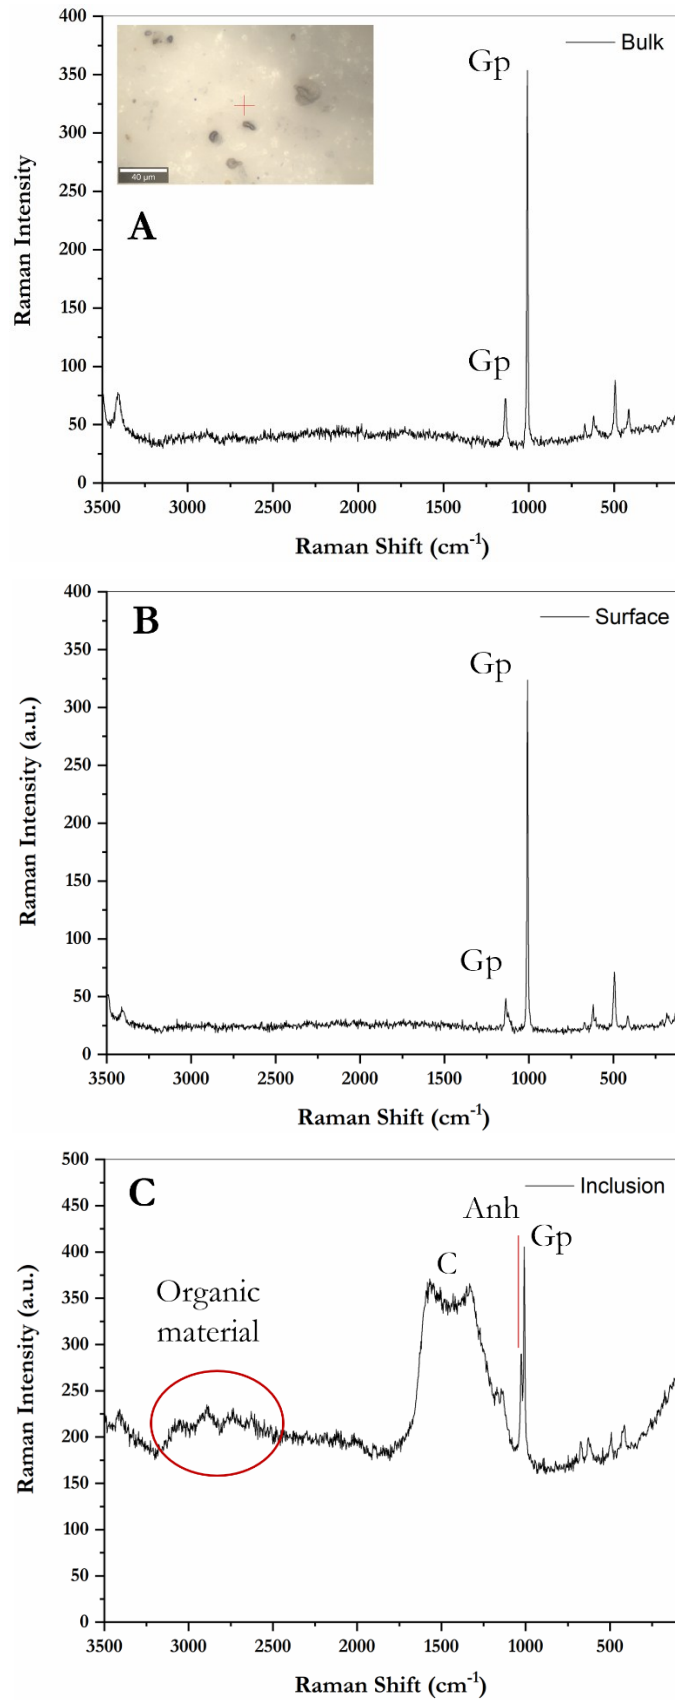 400
350
300
250
200
150
100
50
0
Raman Intensity
Bulk
Gp
40 µm
A
Gp
3500
3000
2500
2000
1500
1000
500
Raman Shift (cm-1)
400
350
300
250
200
150
100
50
0
Raman Intensity (a.u.)
B
Surface
Gp
Gp
3500
3000
2500
2000
1500
1000
500
Raman Shift (cm-1)
500
450
400
350
300
250
200
150
100
50
0
Raman Intensity (a.u.)
C
Inclusion
Anh
Gp
C
Organic
material
3500
3000
2500
2000
1500
1000
500
Raman Shift (cm-1)